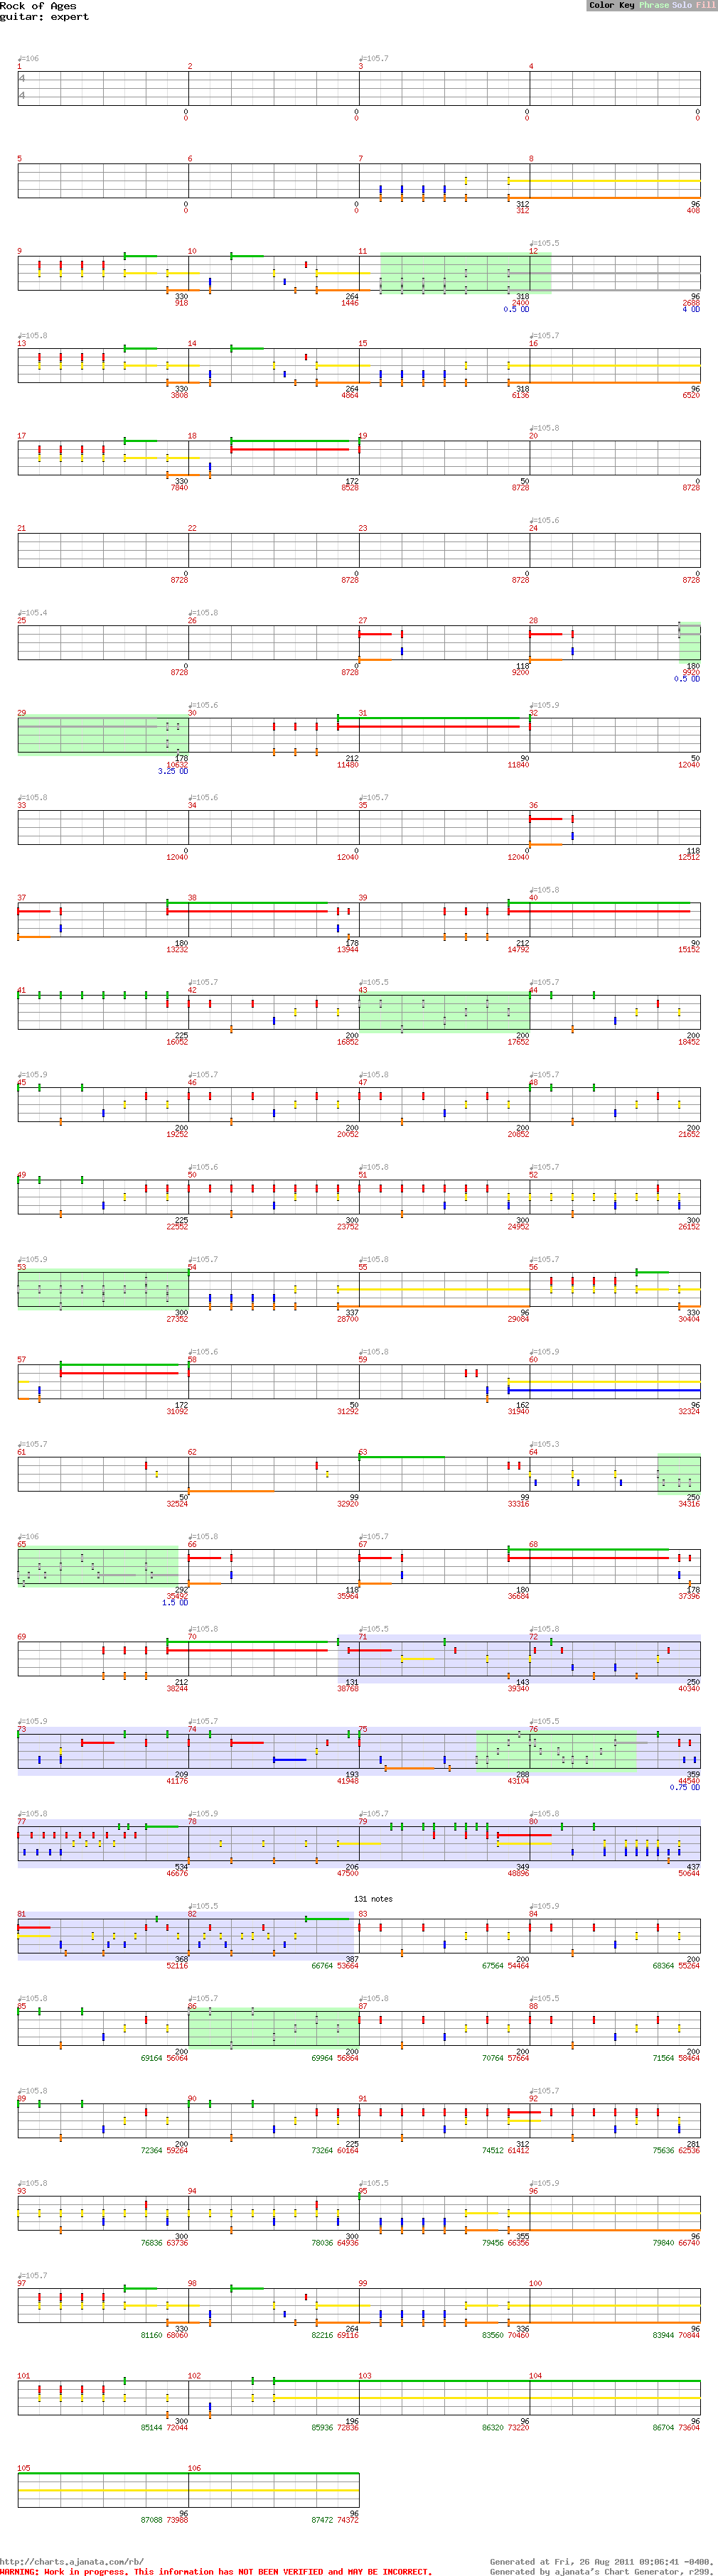 Rock of Ages
guitar: expert
Color Key Phrase Solo Fill
♩=106 ♩=105.7
1 2 3 4
4
4
0 0 0 0
0 0 0 0
5 6 7 8
0 0 312 96
0 0 312 408
♩=105.5
9 10 11 12
330 264 318 96
918 1446 2400 2688
0.5 OD 4 OD
♩=105.8 ♩=105.7
13 14 15 16
330 264 318 96
3808 4864 6136 6520
♩=105.8
17 18 19 20
330 172 50 0
7840 8528 8728 8728
♩=105.6
21 22 23 24
0 0 0 0
8728 8728 8728 8728
♩=105.4 ♩=105.8
25 26 27 28
0 0 118 180
8728 8728 9200 9920
0.5 OD
♩=105.6 ♩=105.9
29 30 31 32
178 212 90 50
10632 11480 11840 12040
3.25 OD
♩=105.8 ♩=105.6 ♩=105.7
33 34 35 36
0 0 0 118
12040 12040 12040 12512
♩=105.8
37 38 39 40
180 178 212 90
13232 13944 14792 15152
♩=105.7 ♩=105.5 ♩=105.7
41 42 43 44
225 200 200 200
16052 16852 17652 18452
♩=105.9 ♩=105.7 ♩=105.8 ♩=105.7
45 46 47 48
200 200 200 200
19252 20052 20852 21652
♩=105.6 ♩=105.8 ♩=105.7
49 50 51 52
225 300 300 300
22552 23752 24952 26152
♩=105.9 ♩=105.7 ♩=105.8 ♩=105.7
53 54 55 56
300 337 96 330
27352 28700 29084 30404
♩=105.6 ♩=105.8 ♩=105.9
57 58 59 60
172 50 162 96
31092 31292 31940 32324
♩=105.7 ♩=105.3
61 62 63 64
50 99 99 250
32524 32920 33316 34316
♩=106 ♩=105.8 ♩=105.7
65 66 67 68
292 118 180 178
35492 35964 36684 37396
1.5 OD
♩=105.8 ♩=105.5 ♩=105.8
69 70 71 72
212 131 143 250
38244 38768 39340 40340
♩=105.9 ♩=105.7 ♩=105.5
73 74 75 76
209 193 288 359
41176 41948 43104 44540
0.75 OD
♩=105.8 ♩=105.9 ♩=105.7 ♩=105.8
77 78 79 80
534 206 349 437
46676 47500 48896 50644
131 notes
♩=105.5 ♩=105.9
81 82 83 84
368 387 200 200
52116 66764 53664 67564 54464 68364 55264
♩=105.8 ♩=105.7 ♩=105.8 ♩=105.5
85 86 87 88
200 200 200 200
69164 56064 69964 56864 70764 57664 71564 58464
♩=105.8 ♩=105.7
89 90 91 92
200 225 312 281
72364 59264 73264 60164 74512 61412 75636 62536
♩=105.8 ♩=105.5 ♩=105.9
93 94 95 96
300 300 355 96
76836 63736 78036 64936 79456 66356 79840 66740
♩=105.7
97 98 99 100
330 264 336 96
81160 68060 82216 69116 83560 70460 83944 70844
101 102 103 104
300 196 96 96
85144 72044 85936 72836 86320 73220 86704 73604
105 106
96 96
87088 73988 87472 74372
http://charts.ajanata.com/rb/ Generated at Fri, 26 Aug 2011 09:06:41 -0400.
WARNING: Work in progress. This information has NOT BEEN VERIFIED and MAY BE INCORRECT. Generated by ajanata's Chart Generator, r299.